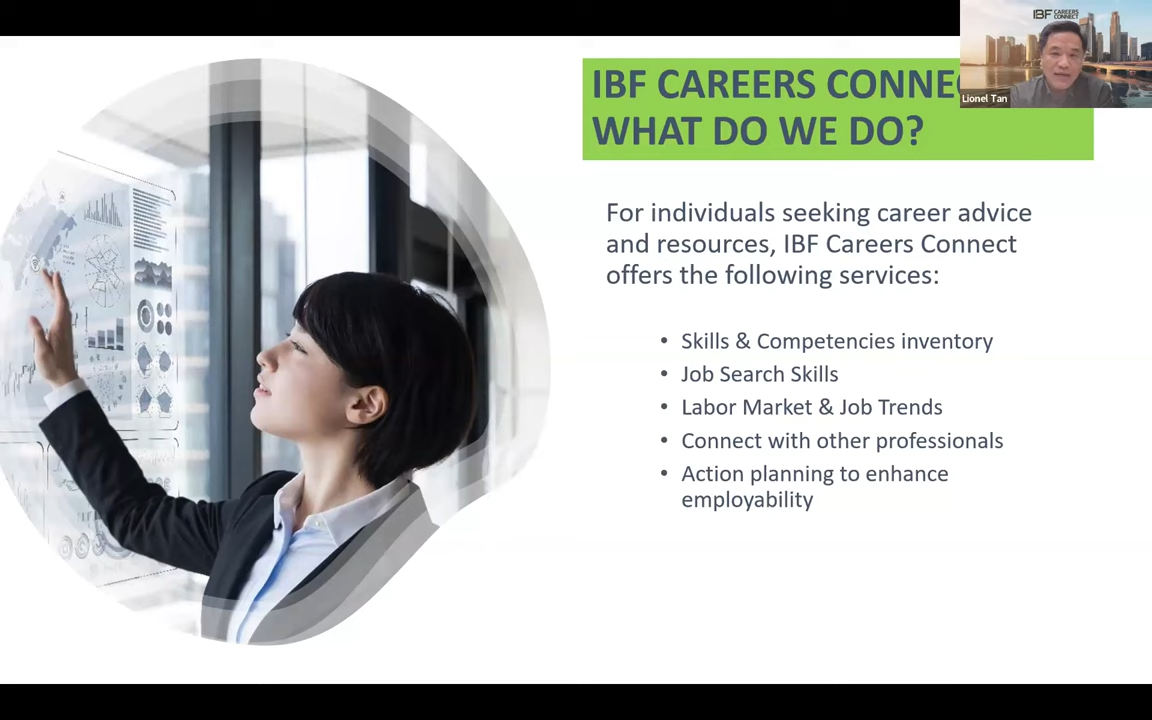 IBF CAREERS
CONNECT
Lionel Tan
IBF CAREERS
WHAT DO WE DO?
For individuals seeking career advice
and resources, IBF Careers Connect
offers the following services:
• Skills & Competencies inventory
• Job Search Skills
• Labor Market & Job Trends
• Connect with other professionals
• Action planning to enhance
employability